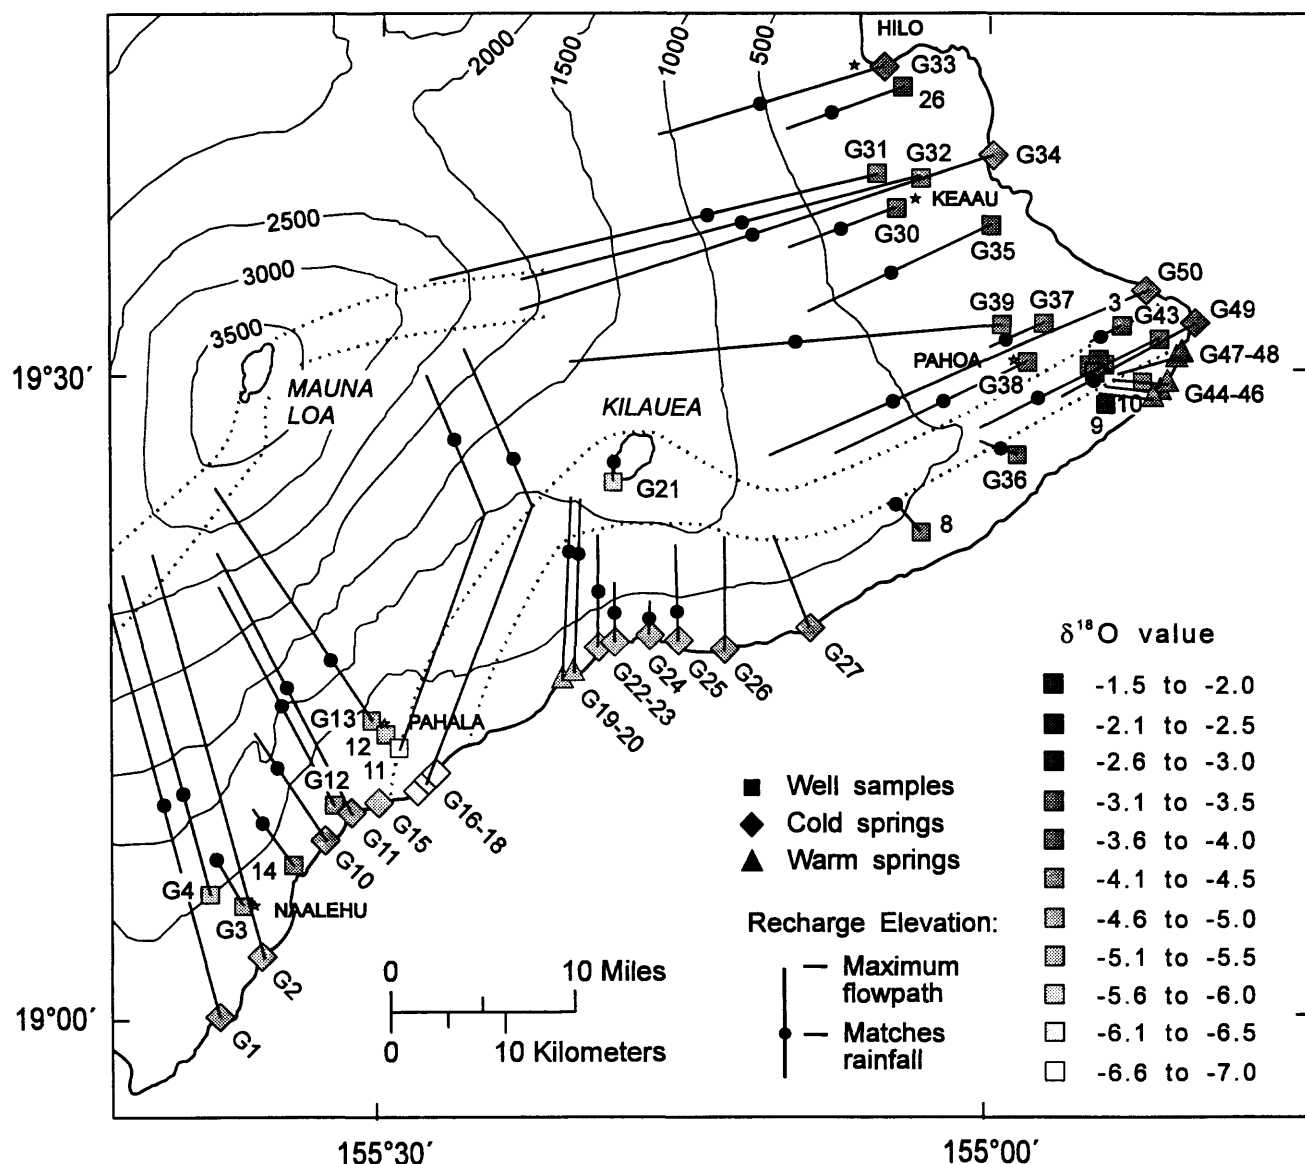 HILO
2000
1500
1000
500
G33
26
G31
G32
G34
KEAAU
G30
G35
2500
3000
3500
G50
G39
G37
3
G43
G49
19°30′
MAUNA
LOA
KILAUEA
PAHOA
G38
G47-48
G44-46
10
9
G36
G21
8
G27
G26
G25
G24
G22-23
G19-20
G13
PAHALA
12
11
G12
G16-18
G15
G11
G10
14
G4
G3
NAALEHU
G2
G1
19°00′
0 10 Miles
0 10 Kilometers
Well samples
Cold springs
Warm springs
Recharge Elevation:
Maximum
flowpath
Matches
rainfall
δ18O value
-1.5 to -2.0
-2.1 to -2.5
-2.6 to -3.0
-3.1 to -3.5
-3.6 to -4.0
-4.1 to -4.5
-4.6 to -5.0
-5.1 to -5.5
-5.6 to -6.0
-6.1 to -6.5
-6.6 to -7.0
155°30′
155°00′